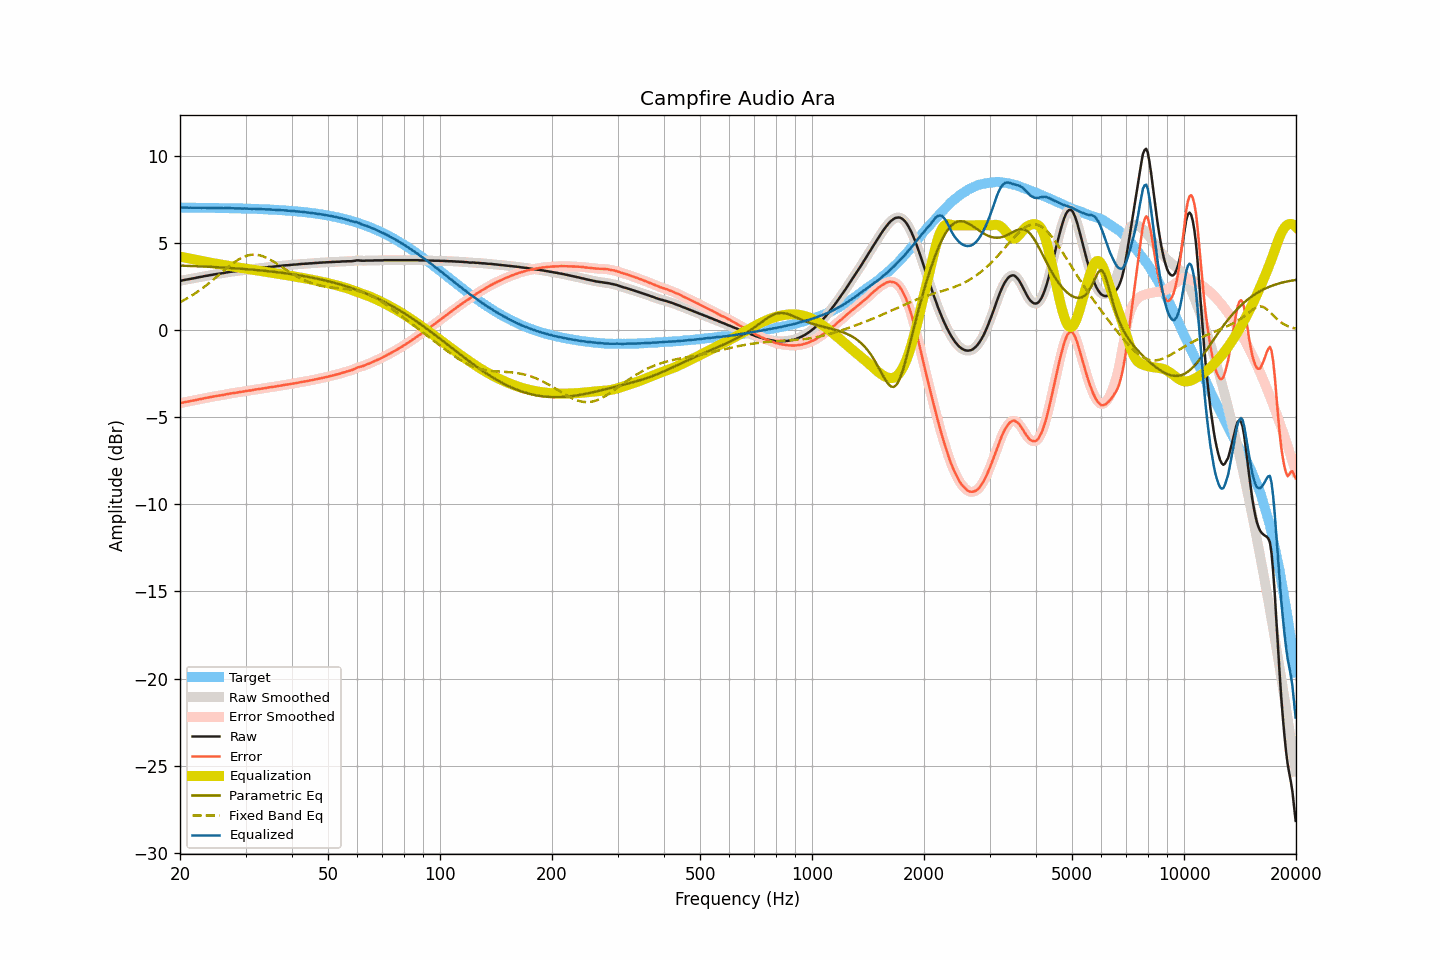 Campfire Audio Ara
Amplitude (dBr)
10
5
0
−5
−10
−15
−20
−25
−30
Target
Raw Smoothed
Error Smoothed
Raw
Error
Equalization
Parametric Eq
Fixed Band Eq
Equalized
20 50 100 200 500 1000 2000 5000 10000 20000
Frequency (Hz)